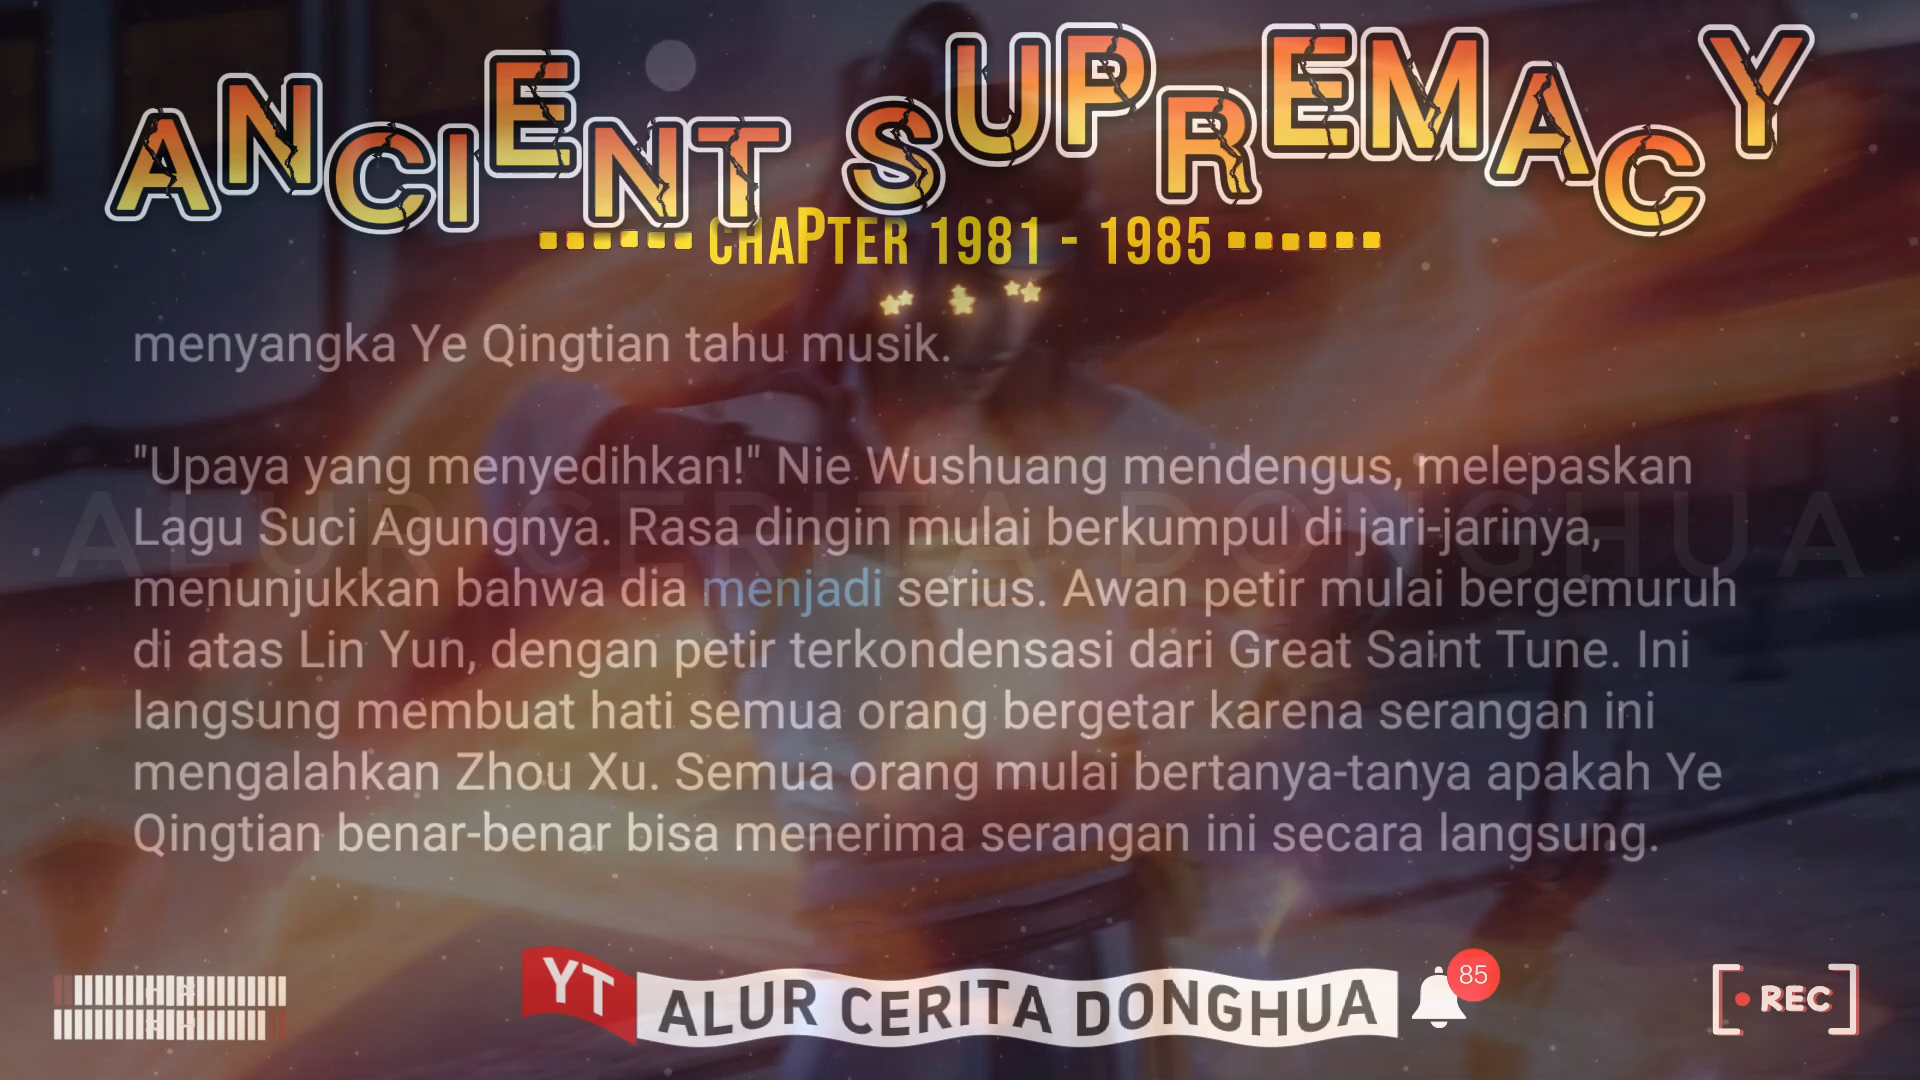 ANCIENT SUPREMACY
CHAPTER 1981 - 1985
menyangka Ye Qingtian tahu musik.
"Upaya yang menyedihkan!" Nie Wushuang mendengus, melepaskan
Lagu Suci Agungnya. Rasa dingin mulai berkumpul di jari-jarinya,
menunjukkan bahwa dia menjadi serius. Awan petir mulai bergemuruh
di atas Lin Yun, dengan petir terkondensasi dari Great Saint Tune. Ini
langsung membuat hati semua orang bergetar karena serangan ini
mengalahkan Zhou Xu. Semua orang mulai bertanya-tanya apakah Ye
Qingtian benar-benar bisa menerima serangan ini secara langsung.
ALUR CERITA DONGHUA
YT ALUR CERITA DONGHUA 85
REC